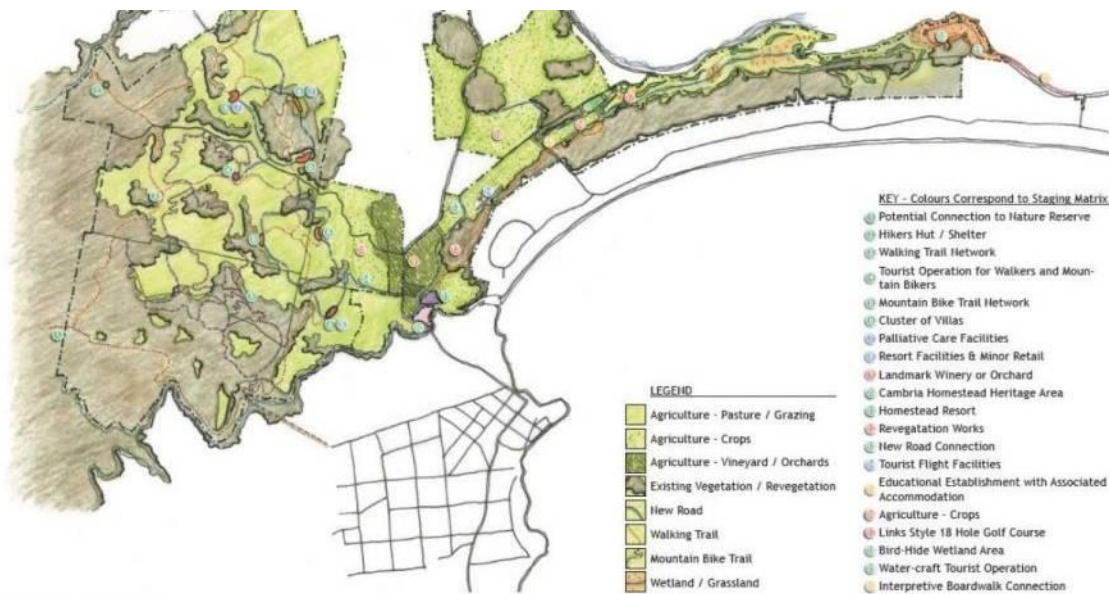 LEGEND
Agriculture - Pasture / Grazing
Agriculture - Crops
Agriculture - Vineyard / Orchards
Existing Vegetation / Revegetation
New Road
Walking Trail
Mountain Bike Trail
Wetland / Grassland
KEY - Colours Correspond to Staging Matrix
Potential Connection to Nature Reserve
Hikers Hut / Shelter
Walking Trail Network
Tourist Operation for Walkers and Moun-
tain Bikers
Mountain Bike Trail Network
Cluster of Villas
Palliative Care Facilities
Resort Facilities & Minor Retail
Landmark Winery or Orchard
Cambria Homestead Heritage Area
Homestead Resort
Revegatation Works
New Road Connection
Tourist Flight Facilities
Educational Establishment with Associated
Accommodation
Agriculture - Crops
Links Style 18 Hole Golf Course
Bird-Hide Wetland Area
Water-craft Tourist Operation
Interpretive Boardwalk Connection